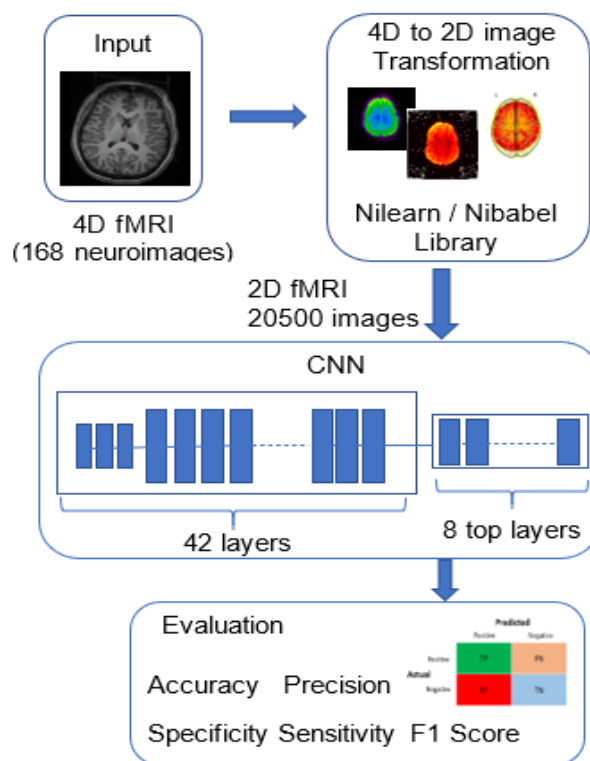 Input
4D fMRI
(168 neuroimages)
4D to 2D image
Transformation
L R
Nilearn / Nibabel
Library
2D fMRI
20500 images
CNN
42 layers
8 top layers
Evaluation
Accuracy Precision
Specificity Sensitivity F1 Score
Predicted
Positive Negative
Actual
Positive
Negative
TP
FN
TN